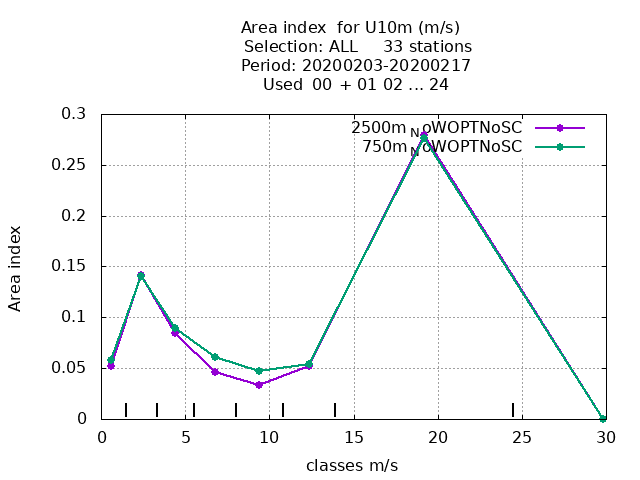 Area index for U10m (m/s)
Selection: ALL 33 stations
Period: 20200203-20200217
Used 00 + 01 02 ... 24
0.3
2500m NoWOPTNoSC
750m NoWOPTNoSC
0.25
0.2
0.15
0.1
0.05
0
Area index
0 5 10 15 20 25 30
classes m/s